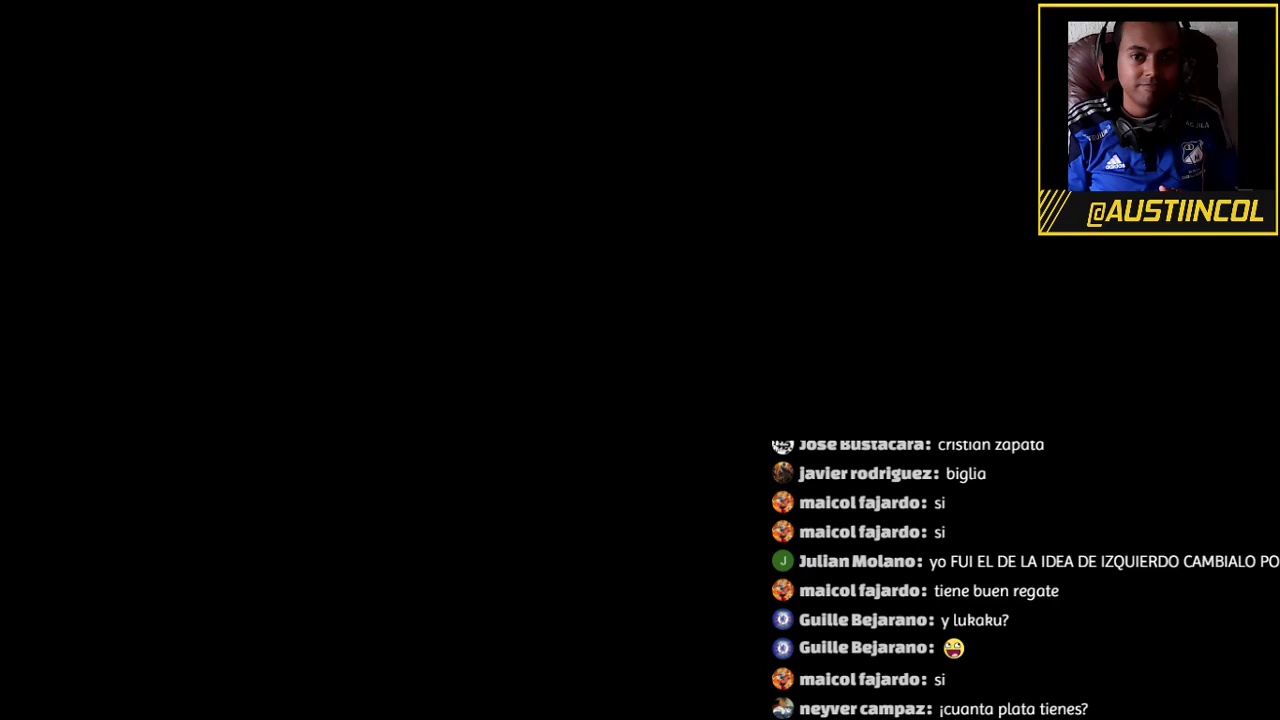 @AUSTIINCOL
adidas
Jose Bustacara: cristian zapata
javier rodriguez: biglia
maicol fajardo: si
maicol fajardo: si
J Julian Molano: yo FUI EL DE LA IDEA DE IZQUIERDO CAMBIALO PO
maicol fajardo: tiene buen regate
Guille Bejarano: y lukaku?
Guille Bejarano:
maicol fajardo: si
neyver campaz: ¡cuanta plata tienes?